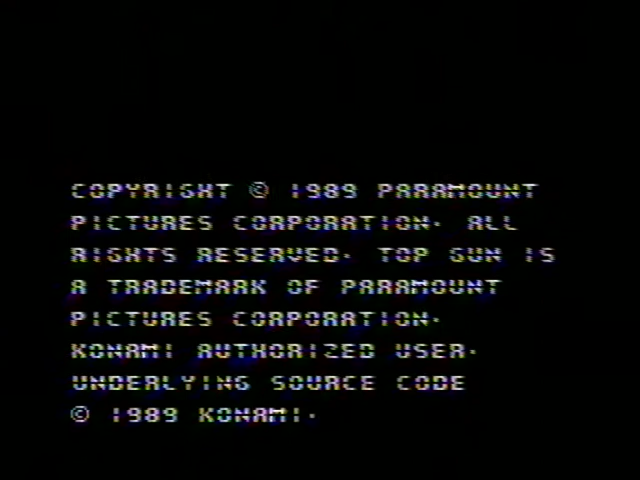 COPYRIGHT © 1989 PARAMOUNT
PICTURES CORPORATION. ALL
RIGHTS RESERVED. TOP GUN IS
A TRADEMARK OF PARAMOUNT
PICTURES CORPORATION.
KONAMI AUTHORIZED USER.
UNDERLYING SOURCE CODE
© 1989 KONAMI.